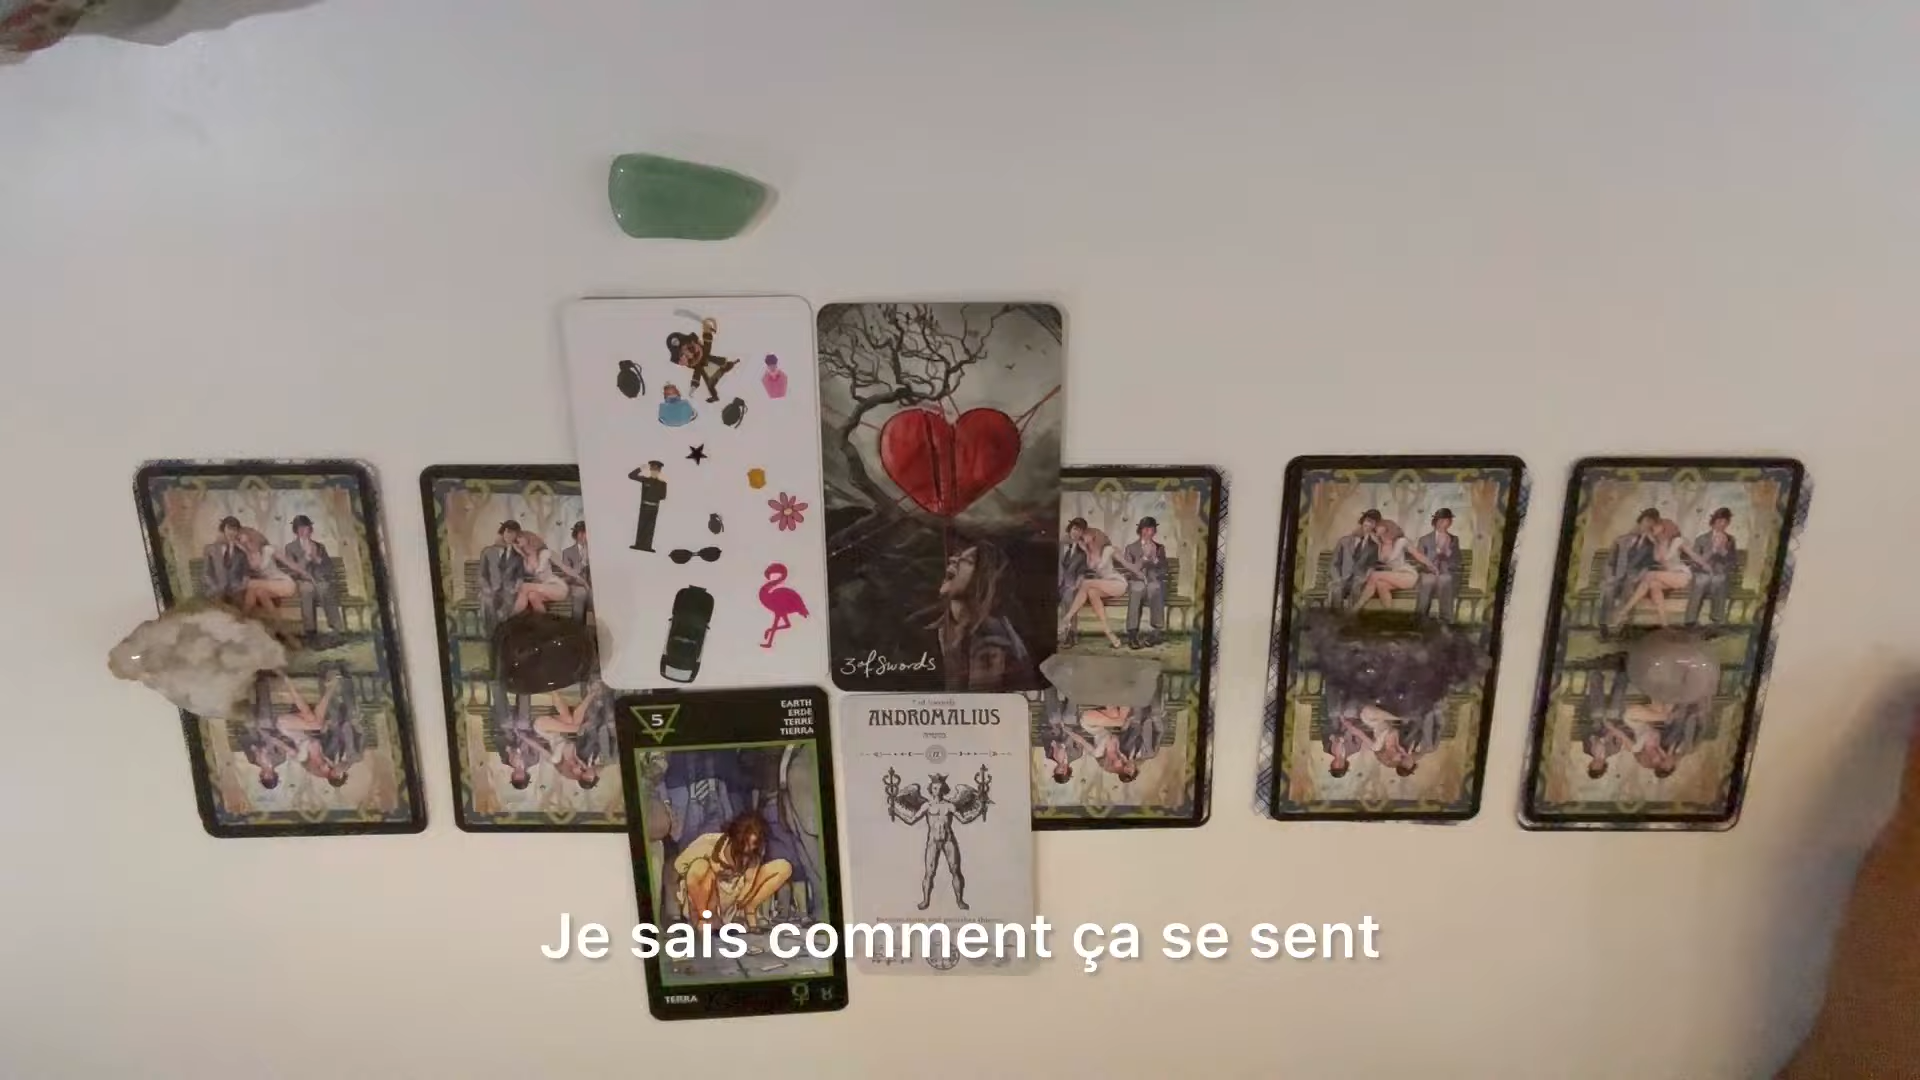 3 of Swords
5
EARTH
ERDE
TERRE
TIERRA
ANDROMALIUS
Je sais comment ça se sent
TERRA